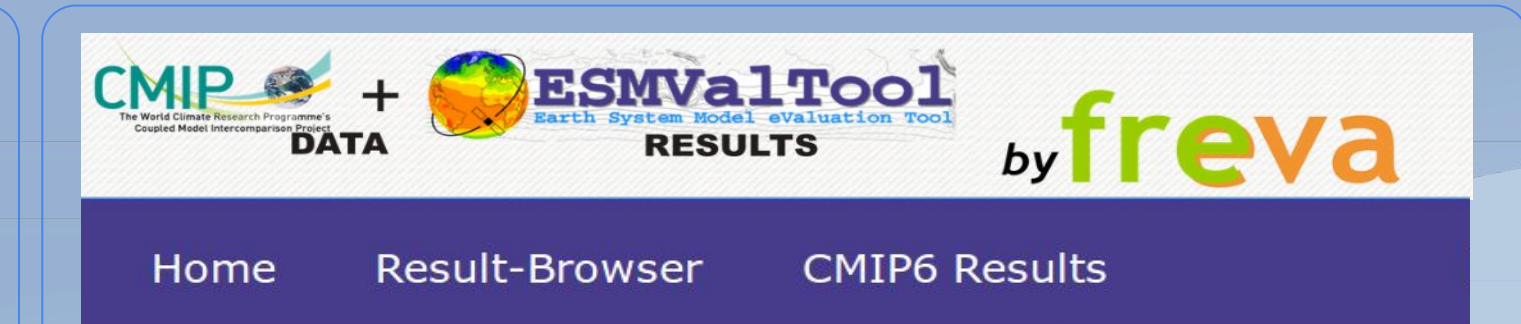 CMIP
The World Climate Research Programme's
Coupled Model Intercomparison Project
DATA
+
ESMValTool
Earth System Model eValuation Tool
RESULTS
by freva
Home Result-Browser CMIP6 Results